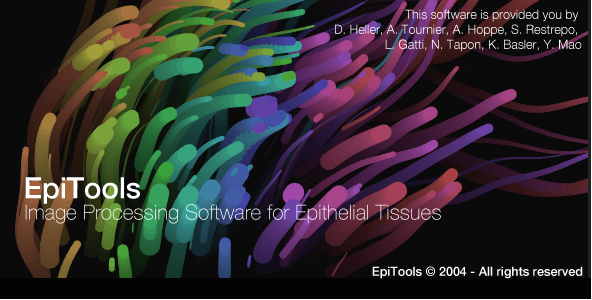 This software is provided you by
D. Heller, A. Tournier, A. Hoppe, S. Restrepo,
L. Gatti, N. Tapon, K. Basler, Y. Mao
EpiTools
Image Processing Software for Epithelial Tissues
EpiTools © 2004 - All rights reserved